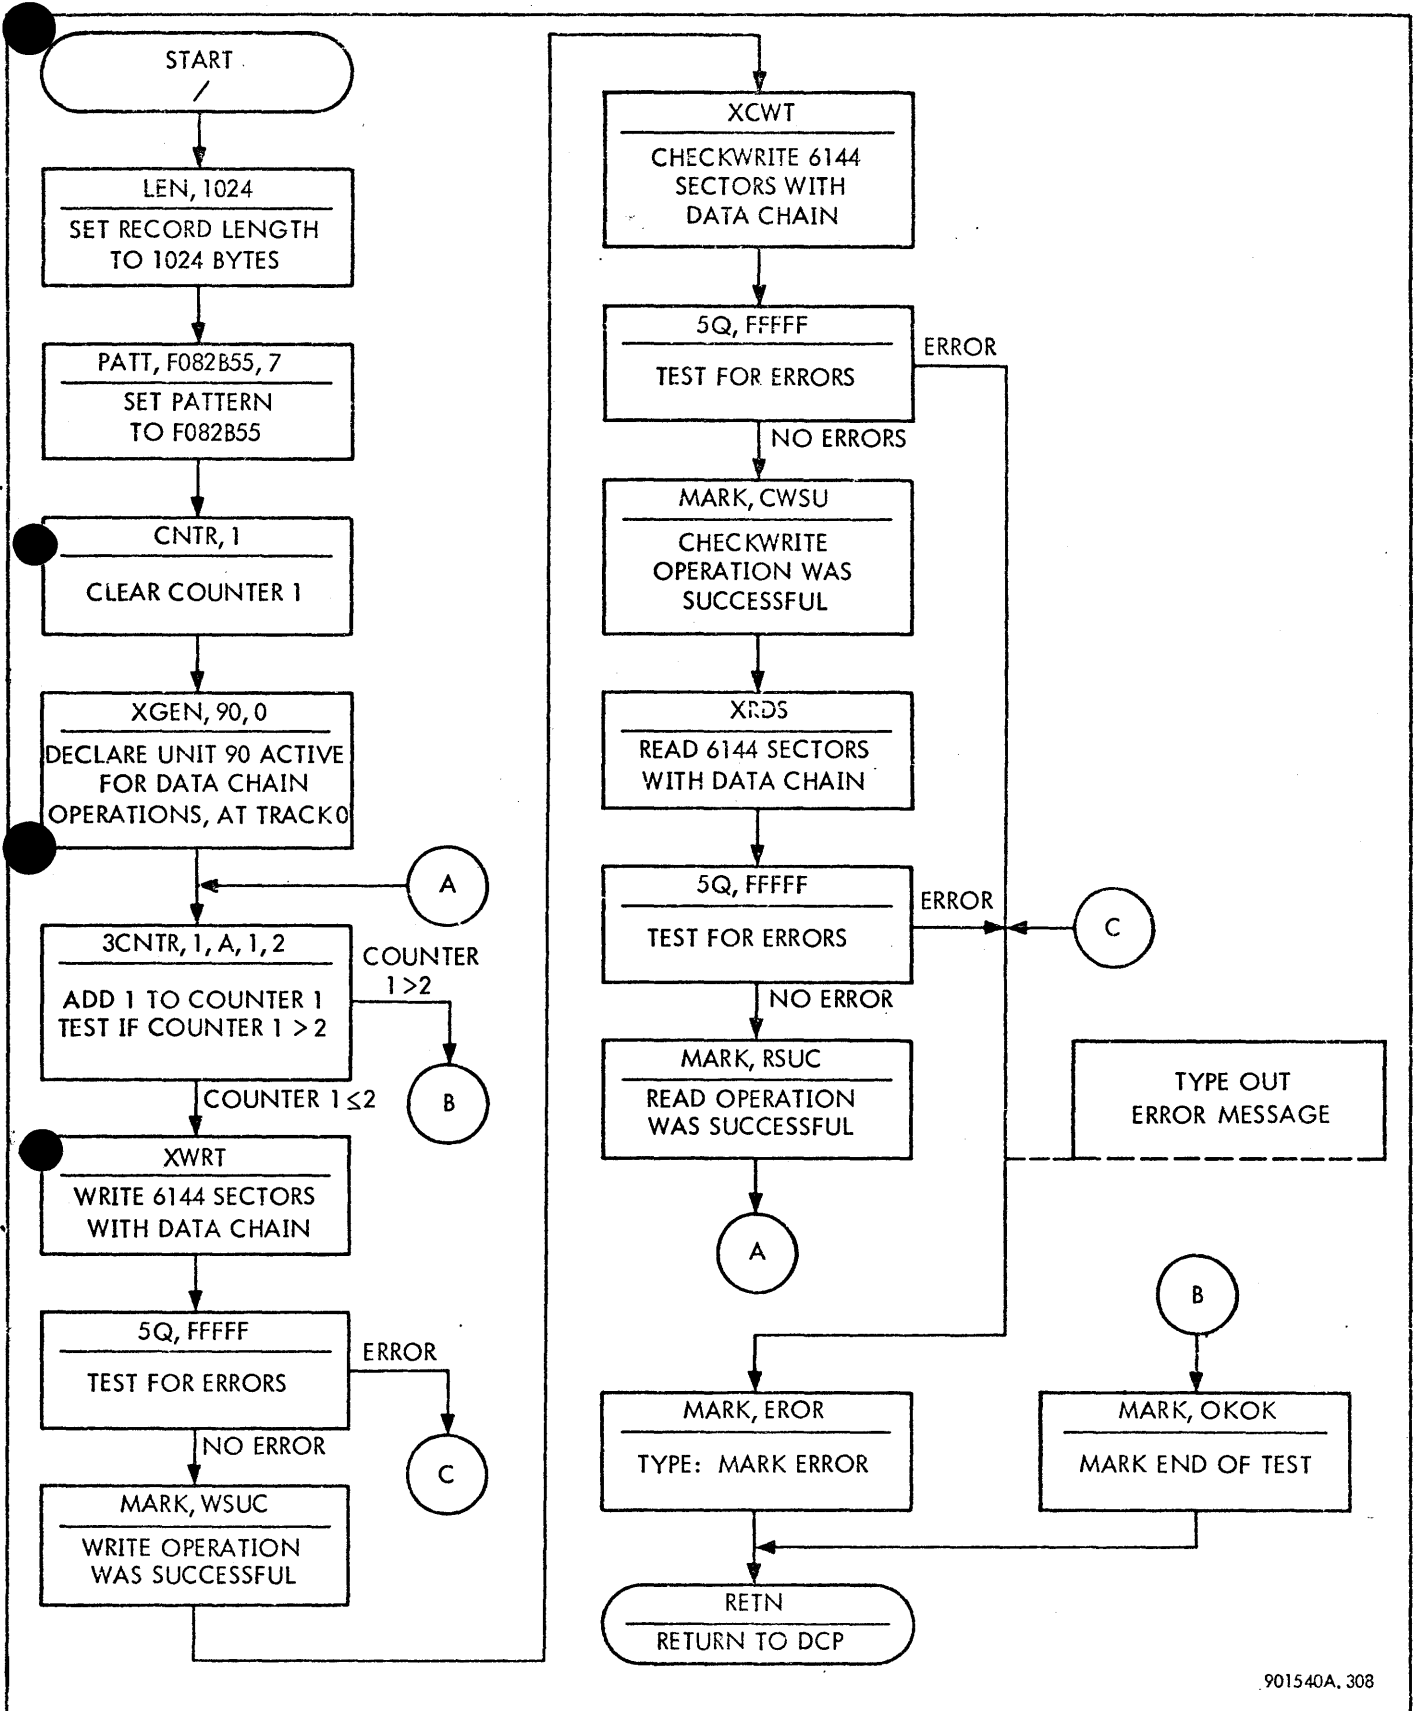 START
LEN, 1024
SET RECORD LENGTH
TO 1024 BYTES
PATT, F082B55, 7
SET PATTERN
TO F082B55
CNTR, 1
CLEAR COUNTER 1
XGEN, 90, 0
DECLARE UNIT 90 ACTIVE
FOR DATA CHAIN
OPERATIONS, AT TRACK 0
A
3CNTR, 1, A, 1, 2
ADD 1 TO COUNTER 1
TEST IF COUNTER 1 > 2
COUNTER
1>2
B
COUNTER 1≤2
XWRT
WRITE 6144 SECTORS
WITH DATA CHAIN
5Q, FFFFF
TEST FOR ERRORS
ERROR
C
NO ERROR
MARK, WSUC
WRITE OPERATION
WAS SUCCESSFUL
XCWT
CHECKWRITE 6144
SECTORS WITH
DATA CHAIN
5Q, FFFFF
TEST FOR ERRORS
ERROR
NO ERRORS
MARK, CWSU
CHECKWRITE
OPERATION WAS
SUCCESSFUL
XRDS
READ 6144 SECTORS
WITH DATA CHAIN
5Q, FFFFF
TEST FOR ERRORS
ERROR
C
NO ERROR
MARK, RSUC
READ OPERATION
WAS SUCCESSFUL
A
TYPE OUT
ERROR MESSAGE
B
MARK, EROR
TYPE: MARK ERROR
MARK, OKOK
MARK END OF TEST
RETN
RETURN TO DCP
901540A. 308